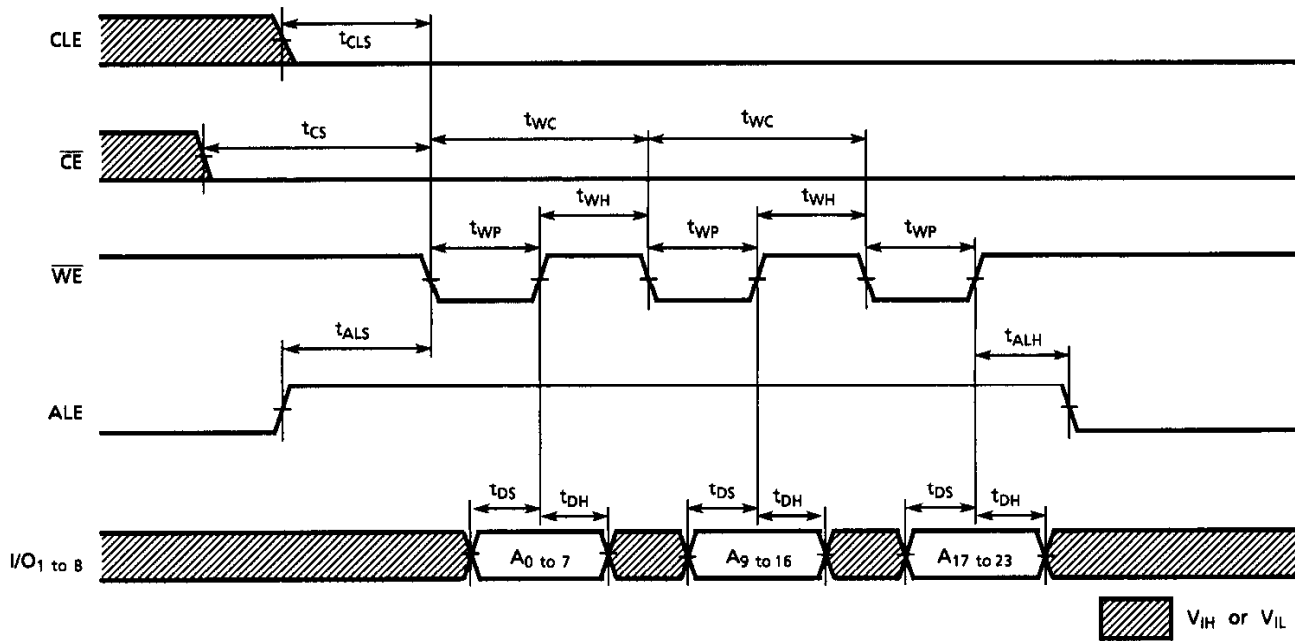 CLE
tCLS
CE
tCS
tWC
tWC
tWH
tWH
WE
tWP
tWP
tWP
tALS
tALH
ALE
tDS
tDH
tDS
tDH
tDS
tDH
I/O1 to 8
A0 to 7
A9 to 16
A17 to 23
VIH or VIL